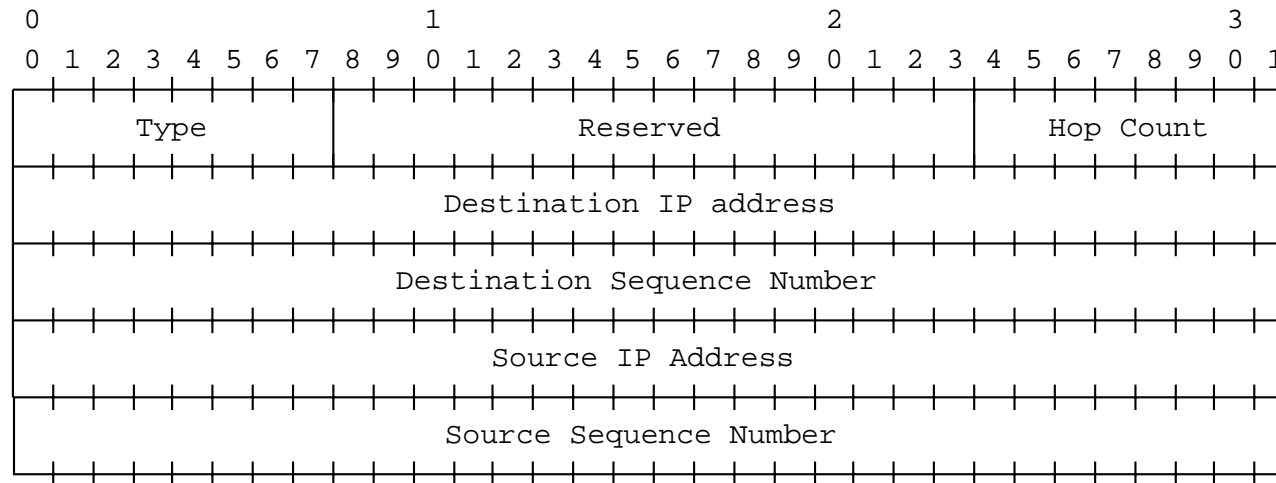 0 1 2 3
0 1 2 3 4 5 6 7 8 9 0 1 2 3 4 5 6 7 8 9 0 1 2 3 4 5 6 7 8 9 0 1
Type Reserved Hop Count
Destination IP address
Destination Sequence Number
Source IP Address
Source Sequence Number